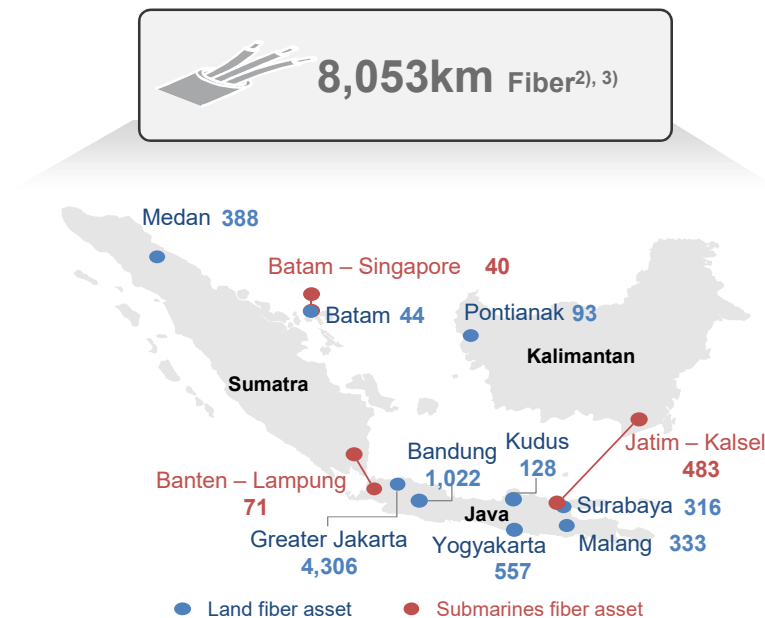 8,053km Fiber2), 3)
Medan 388
Batam – Singapore 40
Batam 44
Pontianak 93
Kalimantan
Sumatra
Bandung
1,022
Kudus
128
Jatim – Kalsel
483
Banten – Lampung
71
Java
Surabaya 316
Greater Jakarta
4,306
Yogyakarta
557
Malang 333
Land fiber asset
Submarines fiber asset